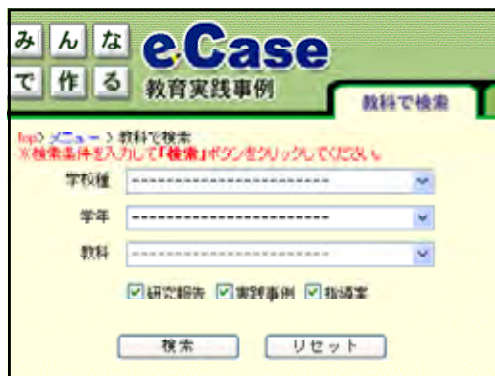 みんな
で作る
e-Case
教育実践事例
教科で検索
Top> メニュー > 教科で検索
※検索条件を入力して「検索」ボタンをクリックしてください。
学校種 ------------------------
学年 ------------------------
教科 ------------------------
研究報告 実践事例 指導案
検索 リセット